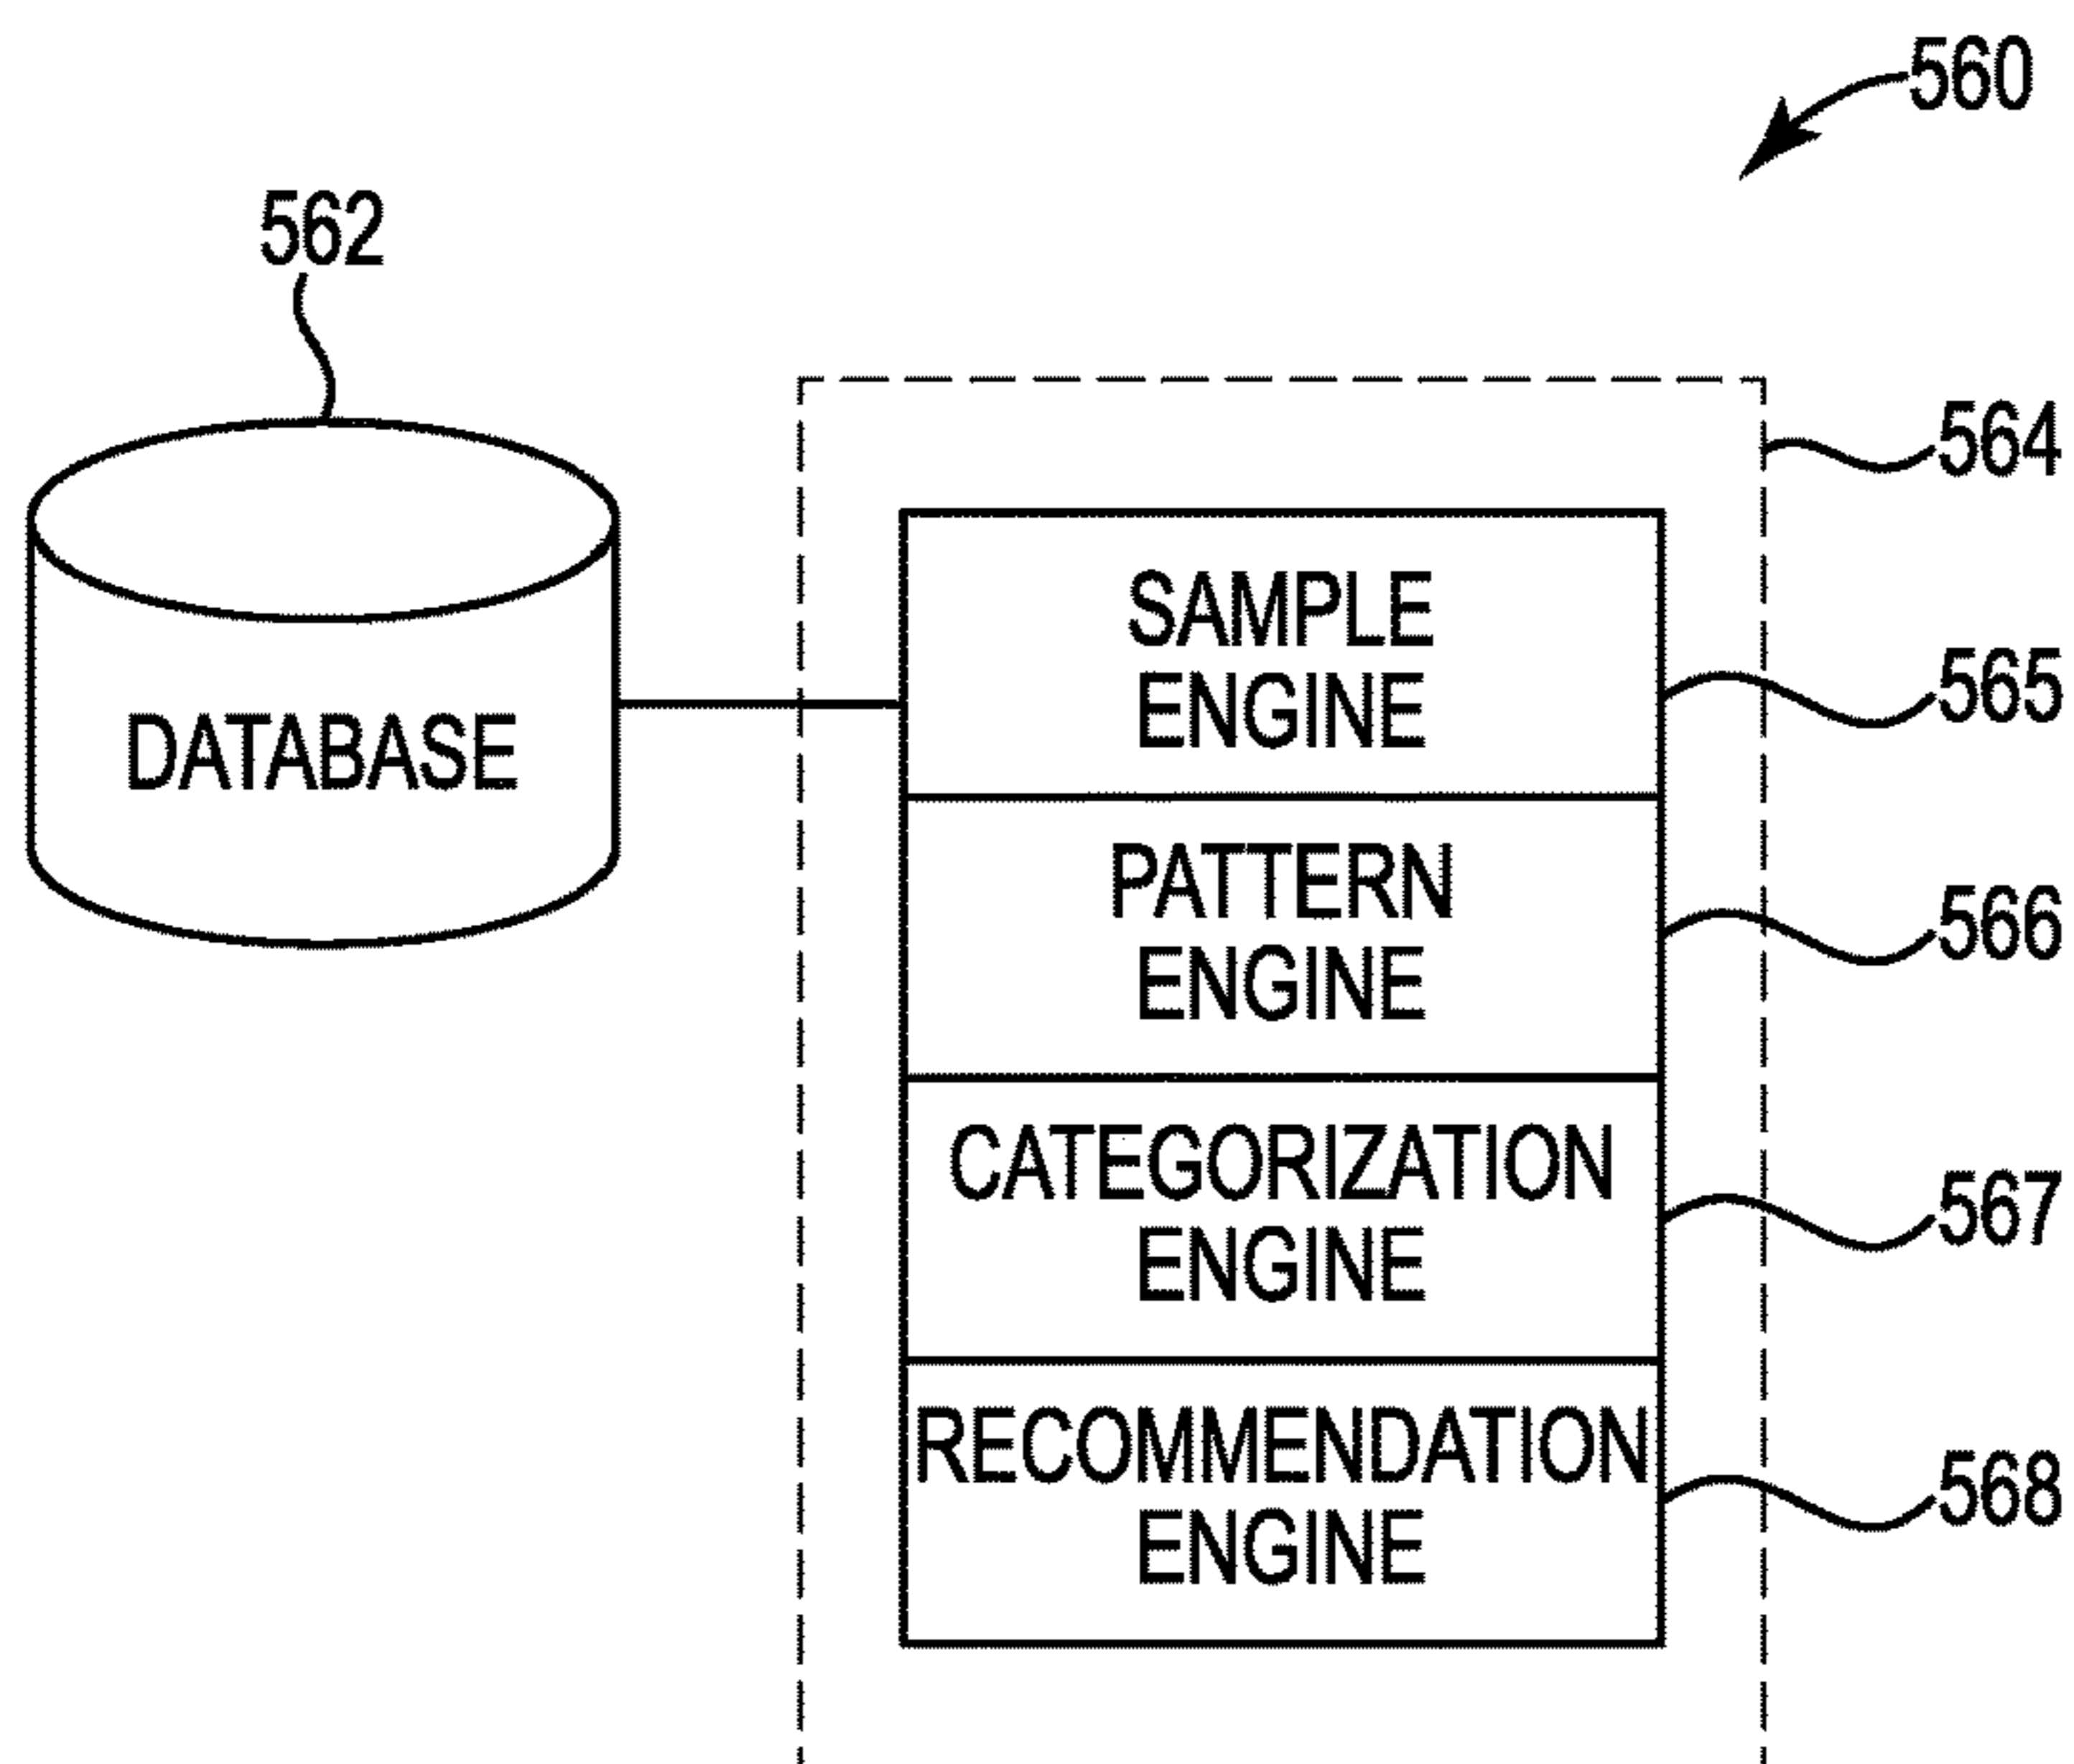 560
562
564
SAMPLE
ENGINE
565
DATABASE
PATTERN
ENGINE
566
CATEGORIZATION
ENGINE
567
RECOMMENDATION
ENGINE
568